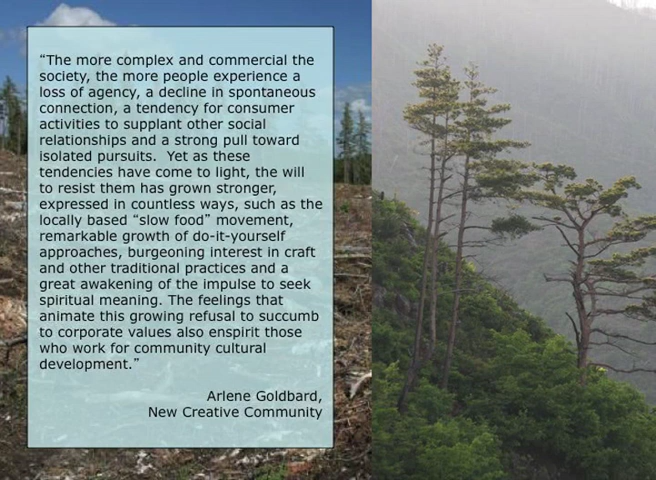 “The more complex and commercial the
society, the more people experience a
loss of agency, a decline in spontaneous
connection, a tendency for consumer
activities to supplant other social
relationships and a strong pull toward
isolated pursuits.  Yet as these
tendencies have come to light, the will
to resist them has grown stronger,
expressed in countless ways, such as the
locally based “slow food” movement,
remarkable growth of do-it-yourself
approaches, burgeoning interest in craft
and other traditional practices and a
great awakening of the impulse to seek
spiritual meaning. The feelings that
animate this growing refusal to succumb
to corporate values also enspirit those
who work for community cultural
development.”
Arlene Goldbard,
New Creative Community